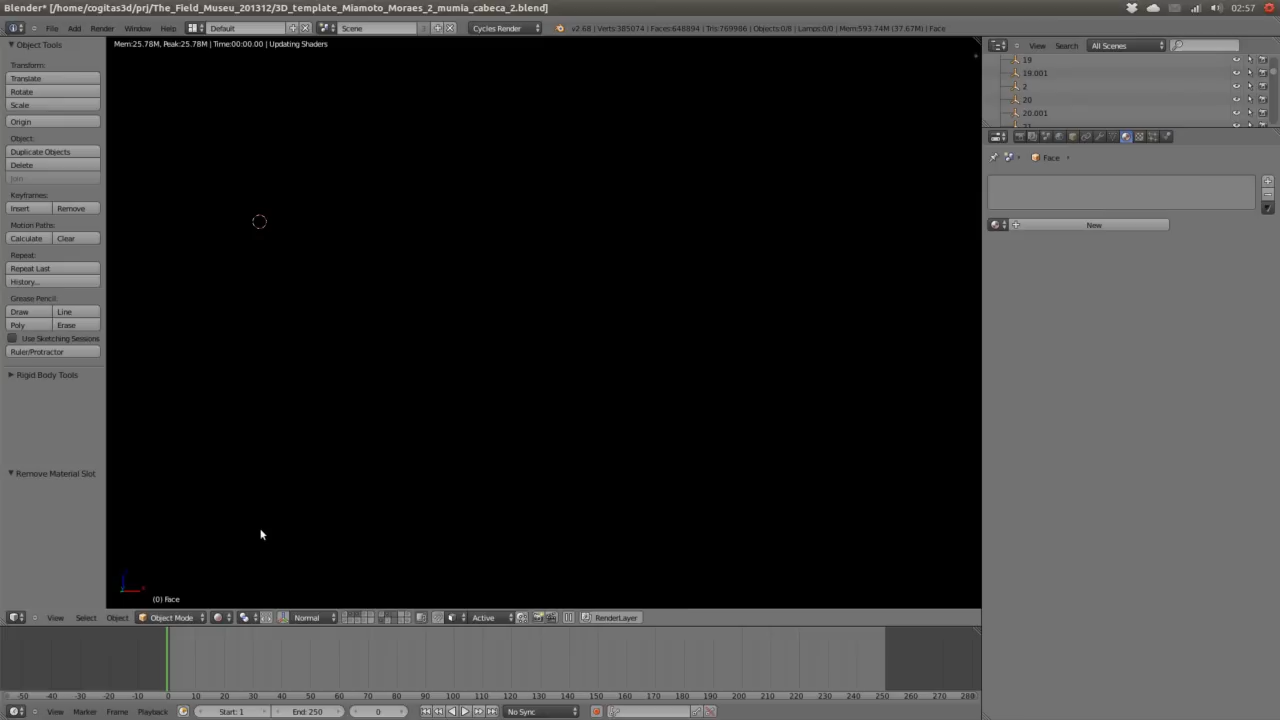 Blender* [/home/cogitas3d/prj/The_Field_Museu_201312/3D_template_Miamoto_Moraes_2_mumia_cabeca_2.blend]
02:57
File Add Render Window Help
Default
Scene
3
Cycles Render
v2.68 | Verts:385074 | Faces:648894 | Tris:769986 | Objects:0/8 | Lamps:0/0 | Mem:593.74M (37.67M) | Face
Object Tools
Mem:25.78M, Peak:25.78M | Time:00:00.00 | Updating Shaders
View Search All Scenes
19
19.001
2
20
20.001
Transform:
Translate
Rotate
Scale
Origin
Object:
Duplicate Objects
Delete
Join
Keyframes:
Insert Remove
Motion Paths:
Calculate Clear
Repeat:
Repeat Last
History...
Grease Pencil:
Draw Line
Poly Erase
Use Sketching Sessions
Ruler/Protractor
Rigid Body Tools
Remove Material Slot
Face
New
(0) Face
View Select Object Object Mode Normal Active RenderLayer
-50 -40 -30 -20 -10 0 10 20 30 40 50 60 70 80 90 100 110 120 130 140 150 160 170 180 190 200 210 220 230 240 250 260 270 280
View Marker Frame Playback Start: 1 End: 250 0 No Sync